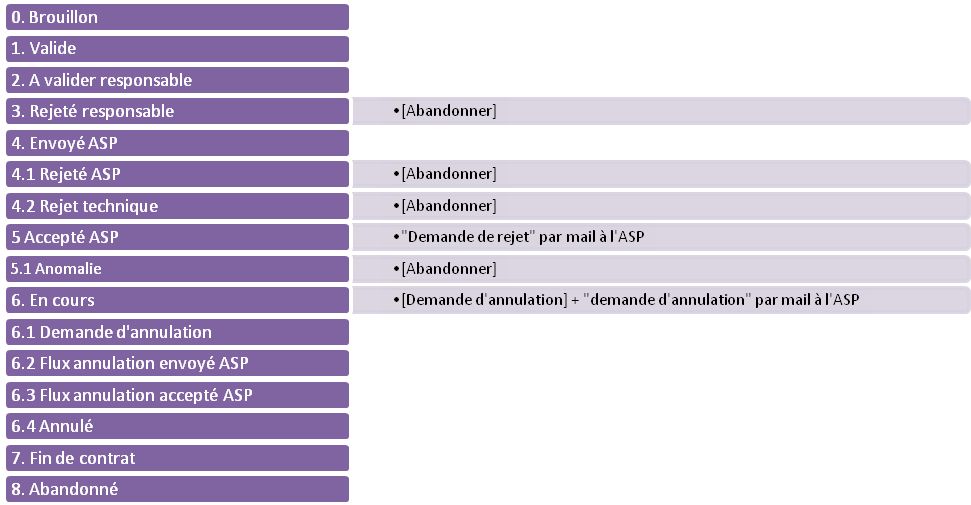 0. Brouillon
1. Valide
2. A valider responsable
3. Rejeté responsable
•[Abandonner]
4. Envoyé ASP
4.1 Rejeté ASP
•[Abandonner]
4.2 Rejet technique
•[Abandonner]
5 Accepté ASP
•"Demande de rejet" par mail à l'ASP
5.1 Anomalie
•[Abandonner]
6. En cours
•[Demande d'annulation] + "demande d'annulation" par mail à l'ASP
6.1 Demande d'annulation
6.2 Flux annulation envoyé ASP
6.3 Flux annulation accepté ASP
6.4 Annulé
7. Fin de contrat
8. Abandonné